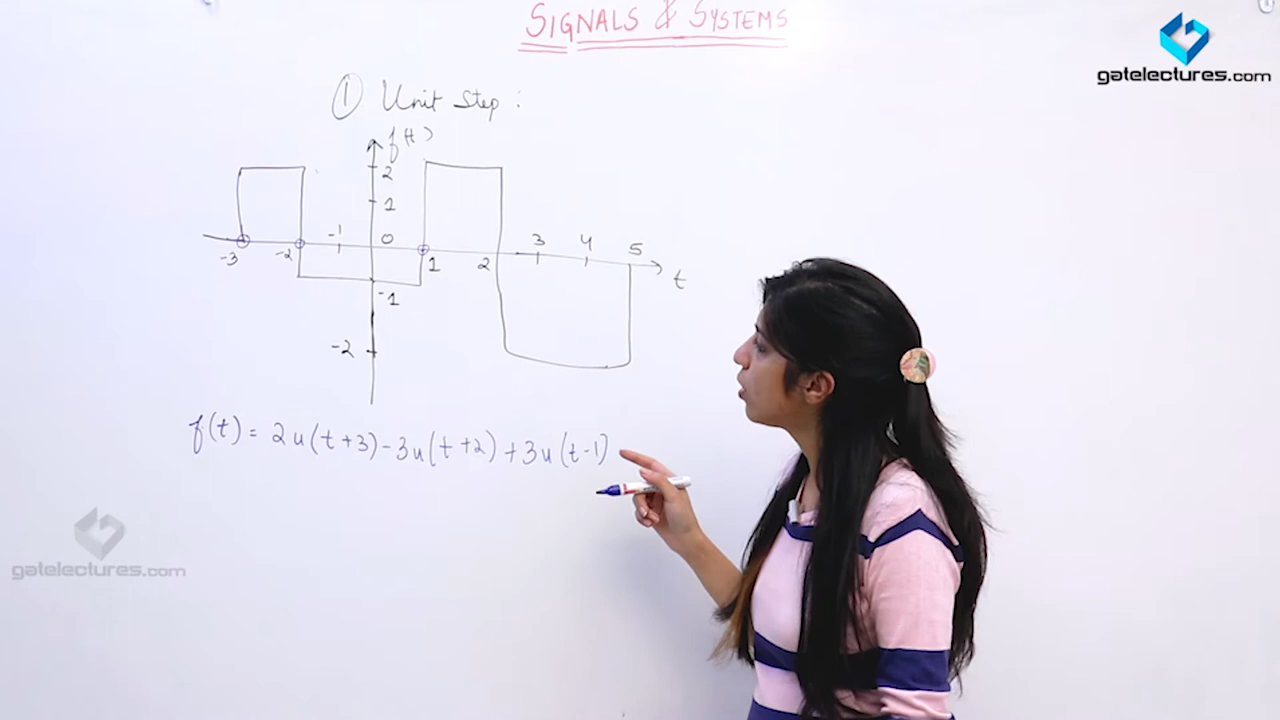 SIGNALS & SYSTEMS
gatelectures.com
① Unit Step :
f(t)
2
1
-3 -2 -1 0 1 2 3 4 5 t
-1
-2
f(t) = 2u(t+3) - 3u(t+2) + 3u(t-1)
gatelectures.com